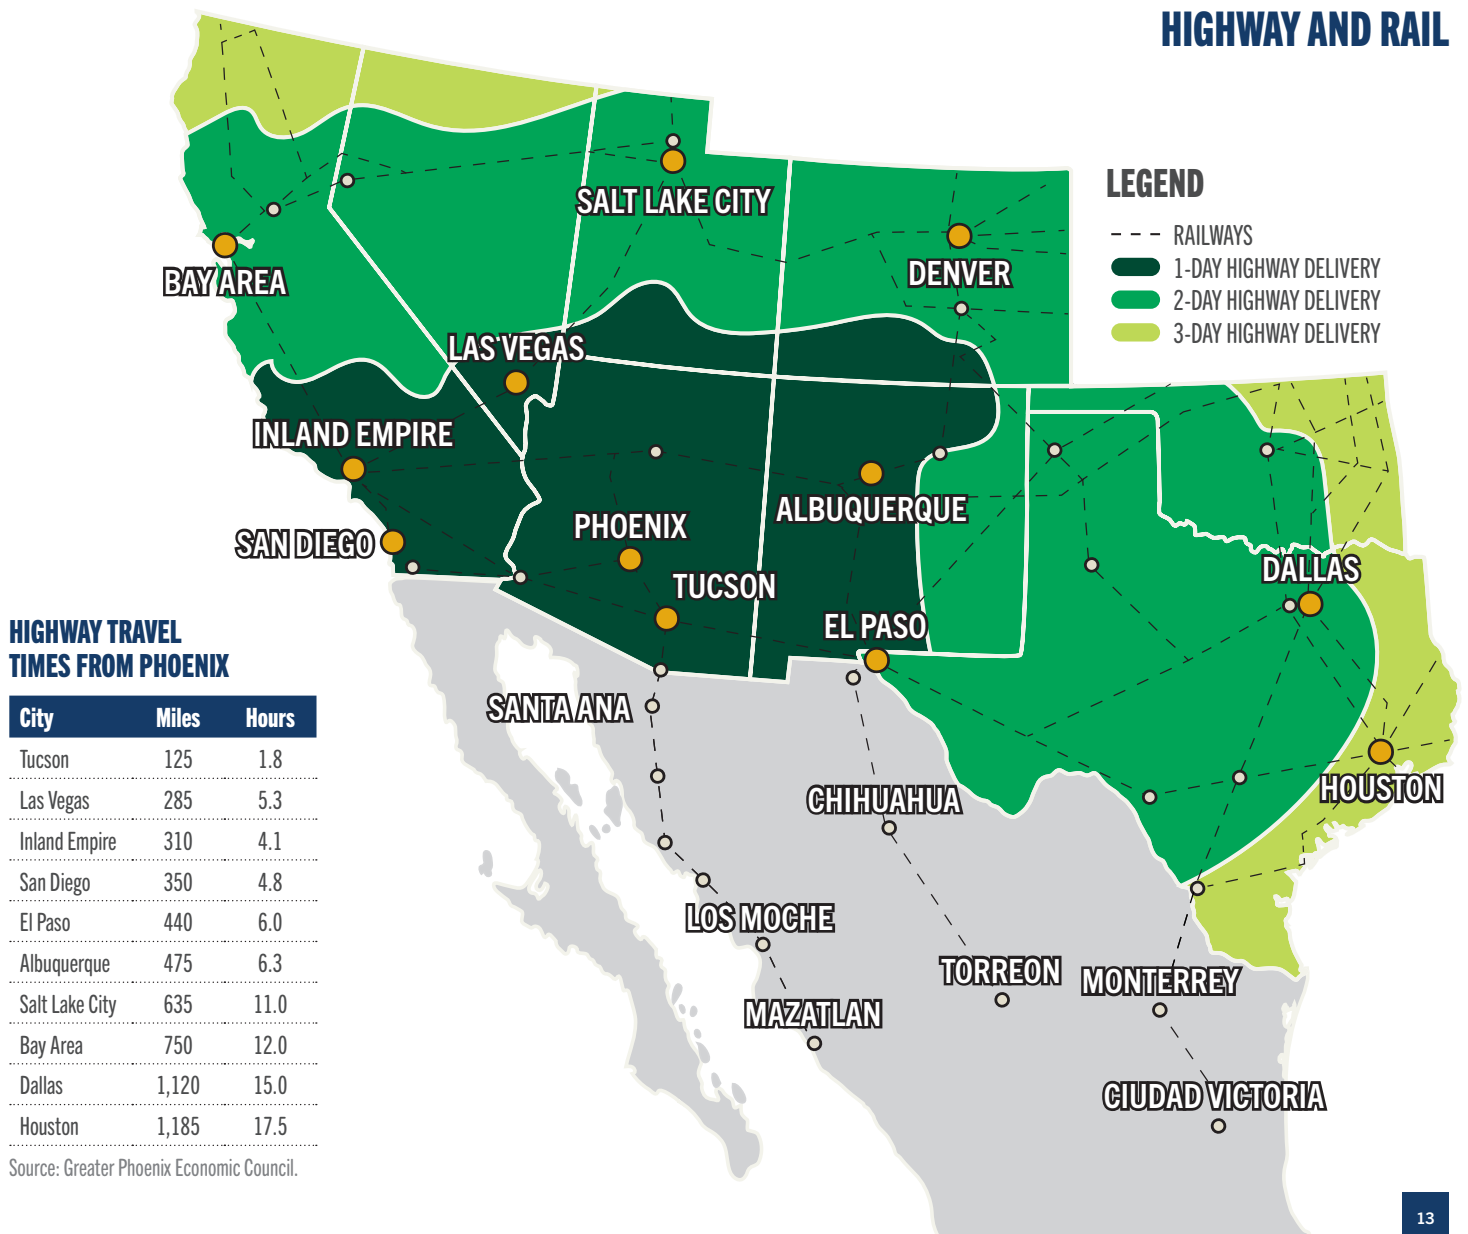 HIGHWAY AND RAIL
LEGEND
RAILWAYS
1-DAY HIGHWAY DELIVERY
2-DAY HIGHWAY DELIVERY
3-DAY HIGHWAY DELIVERY
SALT LAKE CITY
DENVER
BAY AREA
LAS VEGAS
INLAND EMPIRE
ALBUQUERQUE
PHOENIX
SAN DIEGO
DALLAS
TUCSON
EL PASO
SANTA ANA
CHIHUAHUA
HOUSTON
LOS MOCHE
TORREON
MONTERREY
MAZATLAN
CIUDAD VICTORIA
HIGHWAY TRAVEL
TIMES FROM PHOENIX
City Miles Hours
Tucson 125 1.8
Las Vegas 285 5.3
Inland Empire 310 4.1
San Diego 350 4.8
El Paso 440 6.0
Albuquerque 475 6.3
Salt Lake City 635 11.0
Bay Area 750 12.0
Dallas 1,120 15.0
Houston 1,185 17.5
Source: Greater Phoenix Economic Council.
13